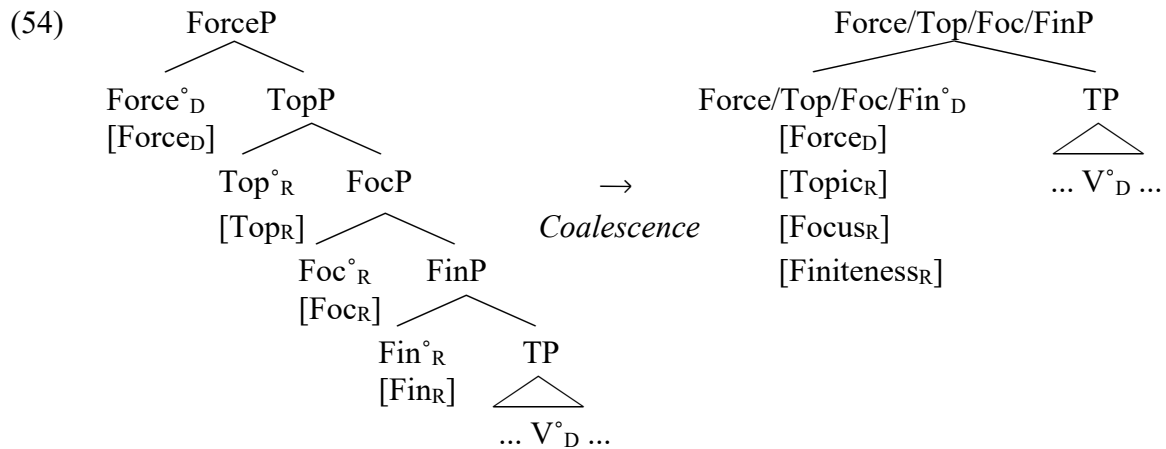 (54) ForceP Force/Top/Foc/FinP
Force°D TopP Force/Top/Foc/Fin°D TP
[ForceD] [ForceD]
Top°R FocP → [TopicR] ... V°D ...
[TopR] Coalescence [FocusR]
Foc°R FinP [FinitenessR]
[FocR]
Fin°R TP
[FinR]
... V°D ...